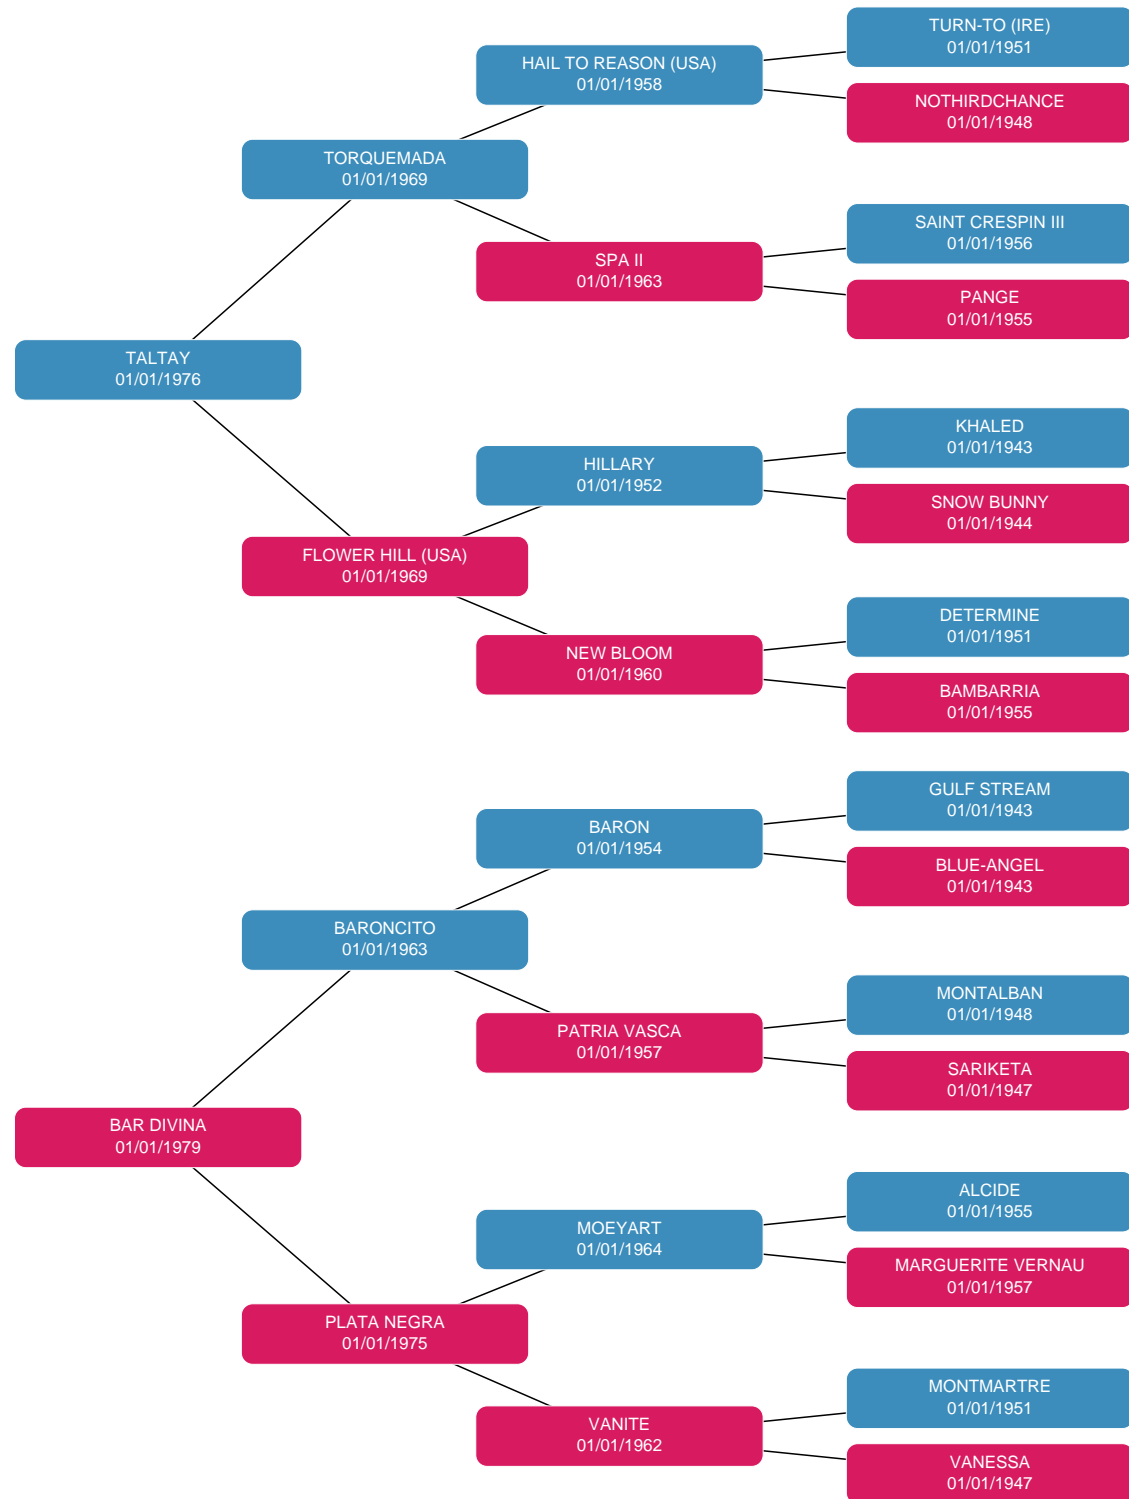 TURN-TO (IRE)
01/01/1951
HAIL TO REASON (USA)
01/01/1958
NOTHIRDCHANCE
01/01/1948
TORQUEMADA
01/01/1969
SAINT CRESPIN III
01/01/1956
SPA II
01/01/1963
PANGE
01/01/1955
TALTAY
01/01/1976
KHALED
01/01/1943
HILLARY
01/01/1952
SNOW BUNNY
01/01/1944
FLOWER HILL (USA)
01/01/1969
DETERMINE
01/01/1951
NEW BLOOM
01/01/1960
BAMBARRIA
01/01/1955
GULF STREAM
01/01/1943
BARON
01/01/1954
BLUE-ANGEL
01/01/1943
BARONCITO
01/01/1963
MONTALBAN
01/01/1948
PATRIA VASCA
01/01/1957
SARIKETA
01/01/1947
BAR DIVINA
01/01/1979
ALCIDE
01/01/1955
MOEYART
01/01/1964
MARGUERITE VERNAU
01/01/1957
PLATA NEGRA
01/01/1975
MONTMARTRE
01/01/1951
VANITE
01/01/1962
VANESSA
01/01/1947